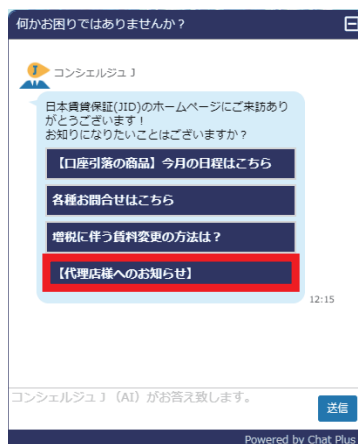 何かお困りではありませんか？
コンシェルジュJ
日本賃貸保証(JID)のホームページにご来訪あり
がとうございます！
お知りになりたいことはございますか？
【口座引落の商品】今月の日程はこちら
各種お問合せはこちら
増税に伴う賃料変更の方法は？
【代理店様へのお知らせ】
12:15
コンシェルジュJ（AI）がお答え致します。
送信
Powered by Chat Plus